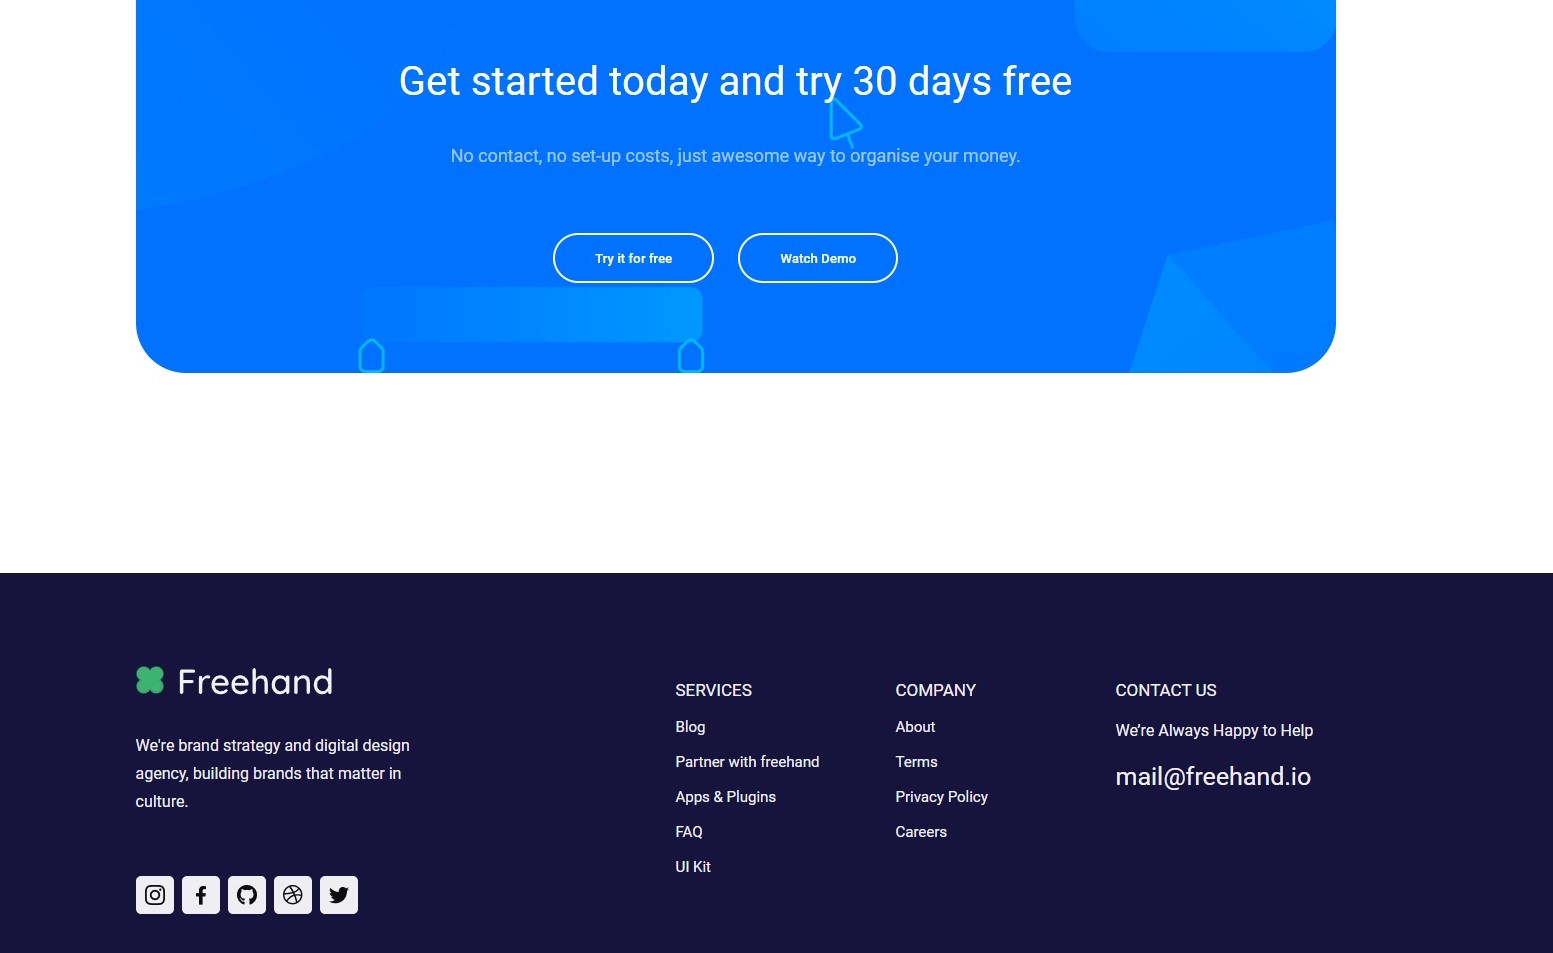 Get started today and try 30 days free
No contact, no set-up costs, just awesome way to organise your money.
Try it for free
Watch Demo
Freehand
We're brand strategy and digital design
agency, building brands that matter in
culture.
SERVICES
Blog
Partner with freehand
Apps & Plugins
FAQ
UI Kit
COMPANY
About
Terms
Privacy Policy
Careers
CONTACT US
We’re Always Happy to Help
mail@freehand.io